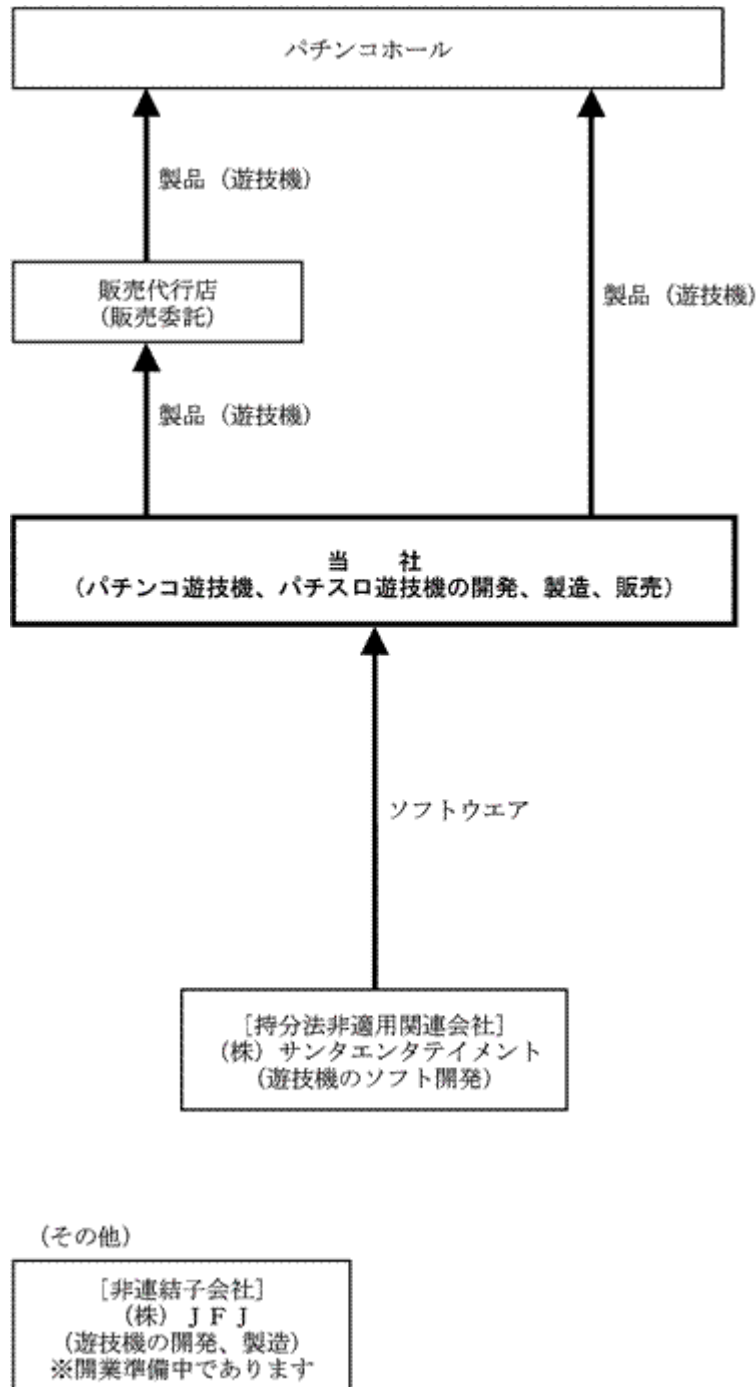 パチンコホール
製品（遊技機）
販売代行店
（販売委託）
製品（遊技機）
製品（遊技機）
当　　社
（パチンコ遊技機、パチスロ遊技機の開発、製造、販売）
ソフトウエア
［持分法非適用関連会社］
（株）サンタエンタテイメント
（遊技機のソフト開発）
（その他）
［非連結子会社］
（株）ＪＦＪ
（遊技機の開発、製造）
※開業準備中であります